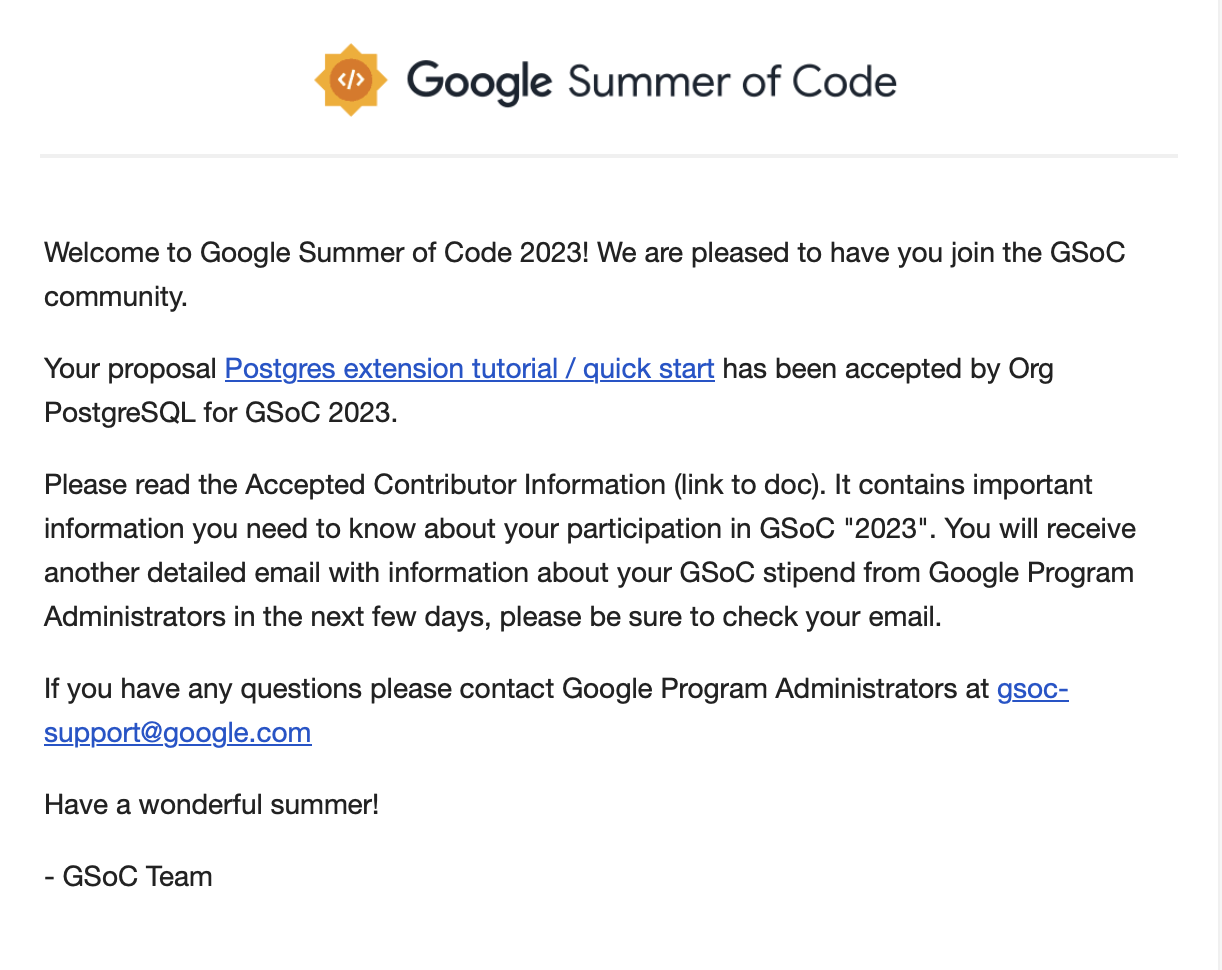 </> Google Summer of Code
Welcome to Google Summer of Code 2023! We are pleased to have you join the GSoC
community.
Your proposal Postgres extension tutorial / quick start has been accepted by Org
PostgreSQL for GSoC 2023.
Please read the Accepted Contributor Information (link to doc). It contains important
information you need to know about your participation in GSoC "2023". You will receive
another detailed email with information about your GSoC stipend from Google Program
Administrators in the next few days, please be sure to check your email.
If you have any questions please contact Google Program Administrators at gsoc-
support@google.com
Have a wonderful summer!
- GSoC Team